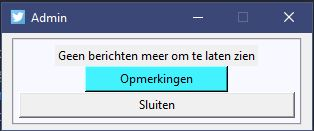 Admin
Geen berichten meer om te laten zien
Opmerkingen
Sluiten